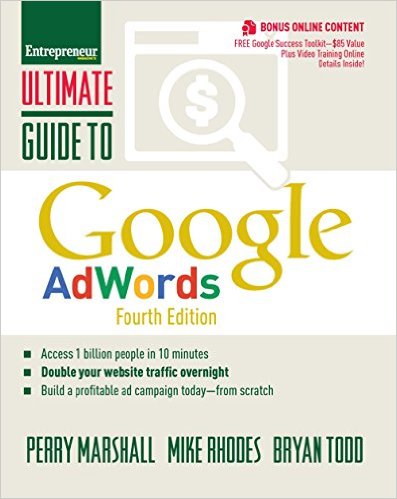 Entrepreneur
MAGAZINE'S
BONUS ONLINE CONTENT
FREE Google Success Toolkit—$85 Value
Plus Video Training Online
Details Inside!
ULTIMATE
GUIDE TO
$
Google
AdWords
Fourth Edition
Access 1 billion people in 10 minutes
Double your website traffic overnight
Build a profitable ad campaign today—from scratch
PERRY MARSHALL MIKE RHODES BRYAN TODD